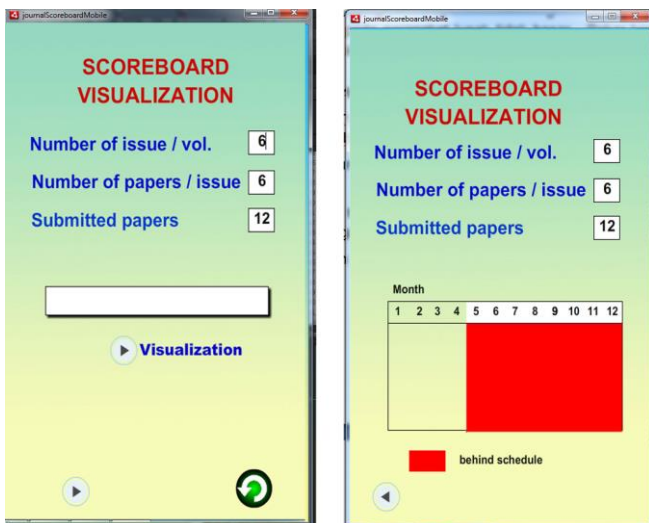 journalScoreboardMobile
SCOREBOARD
VISUALIZATION
Number of issue / vol. 6
Number of papers / issue 6
Submitted papers 12
Visualization
journalScoreboardMobile
SCOREBOARD
VISUALIZATION
Number of issue / vol. 6
Number of papers / issue 6
Submitted papers 12
Month
1 2 3 4 5 6 7 8 9 10 11 12
behind schedule